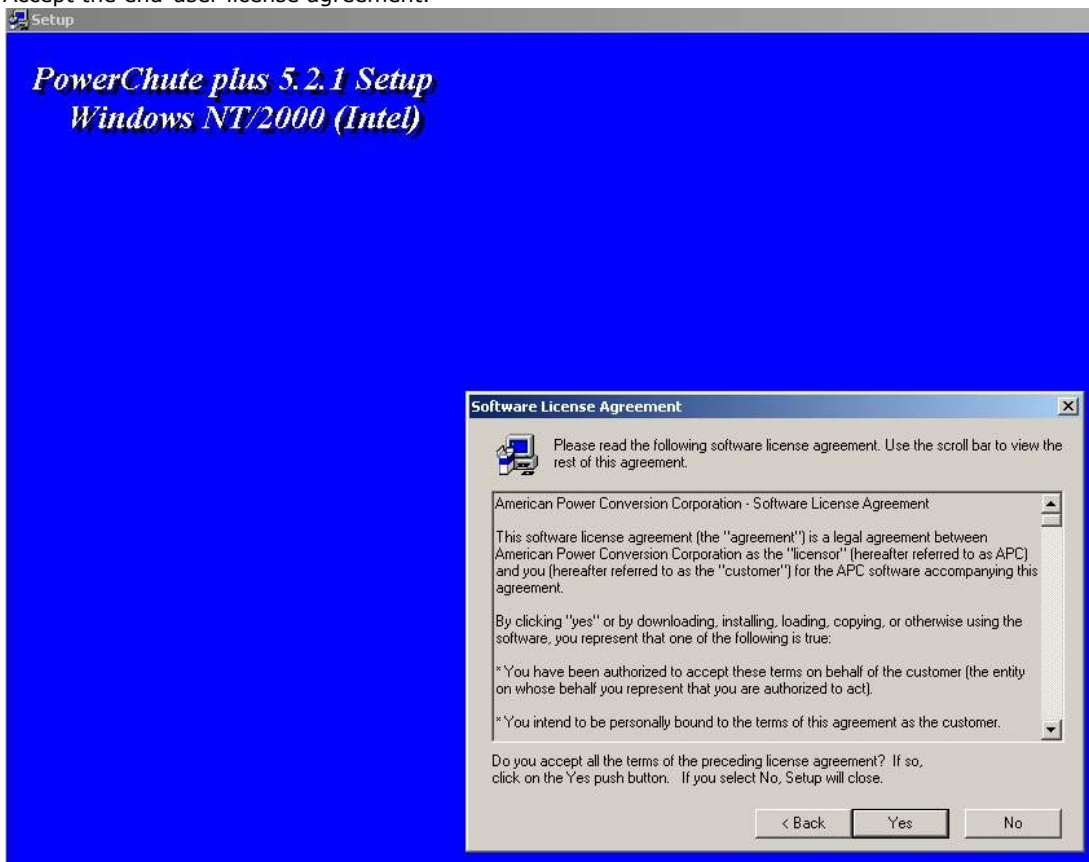 Accept the end-user license agreement.
Setup
PowerChute plus 5.2.1 Setup
Windows NT/2000 (Intel)
Software License Agreement
Please read the following software license agreement. Use the scroll bar to view the
rest of this agreement.
American Power Conversion Corporation - Software License Agreement
This software license agreement (the "agreement") is a legal agreement between
American Power Conversion Corporation as the "licensor" (hereafter referred to as APC)
and you (hereafter referred to as the "customer") for the APC software accompanying this
agreement.
By clicking "yes" or by downloading, installing, loading, copying, or otherwise using the
software, you represent that one of the following is true:
* You have been authorized to accept these terms on behalf of the customer (the entity
on whose behalf you represent that you are authorized to act).
* You intend to be personally bound to the terms of this agreement as the customer.
Do you accept all the terms of the preceding license agreement? If so,
click on the Yes push button. If you select No, Setup will close.
< Back
Yes
No